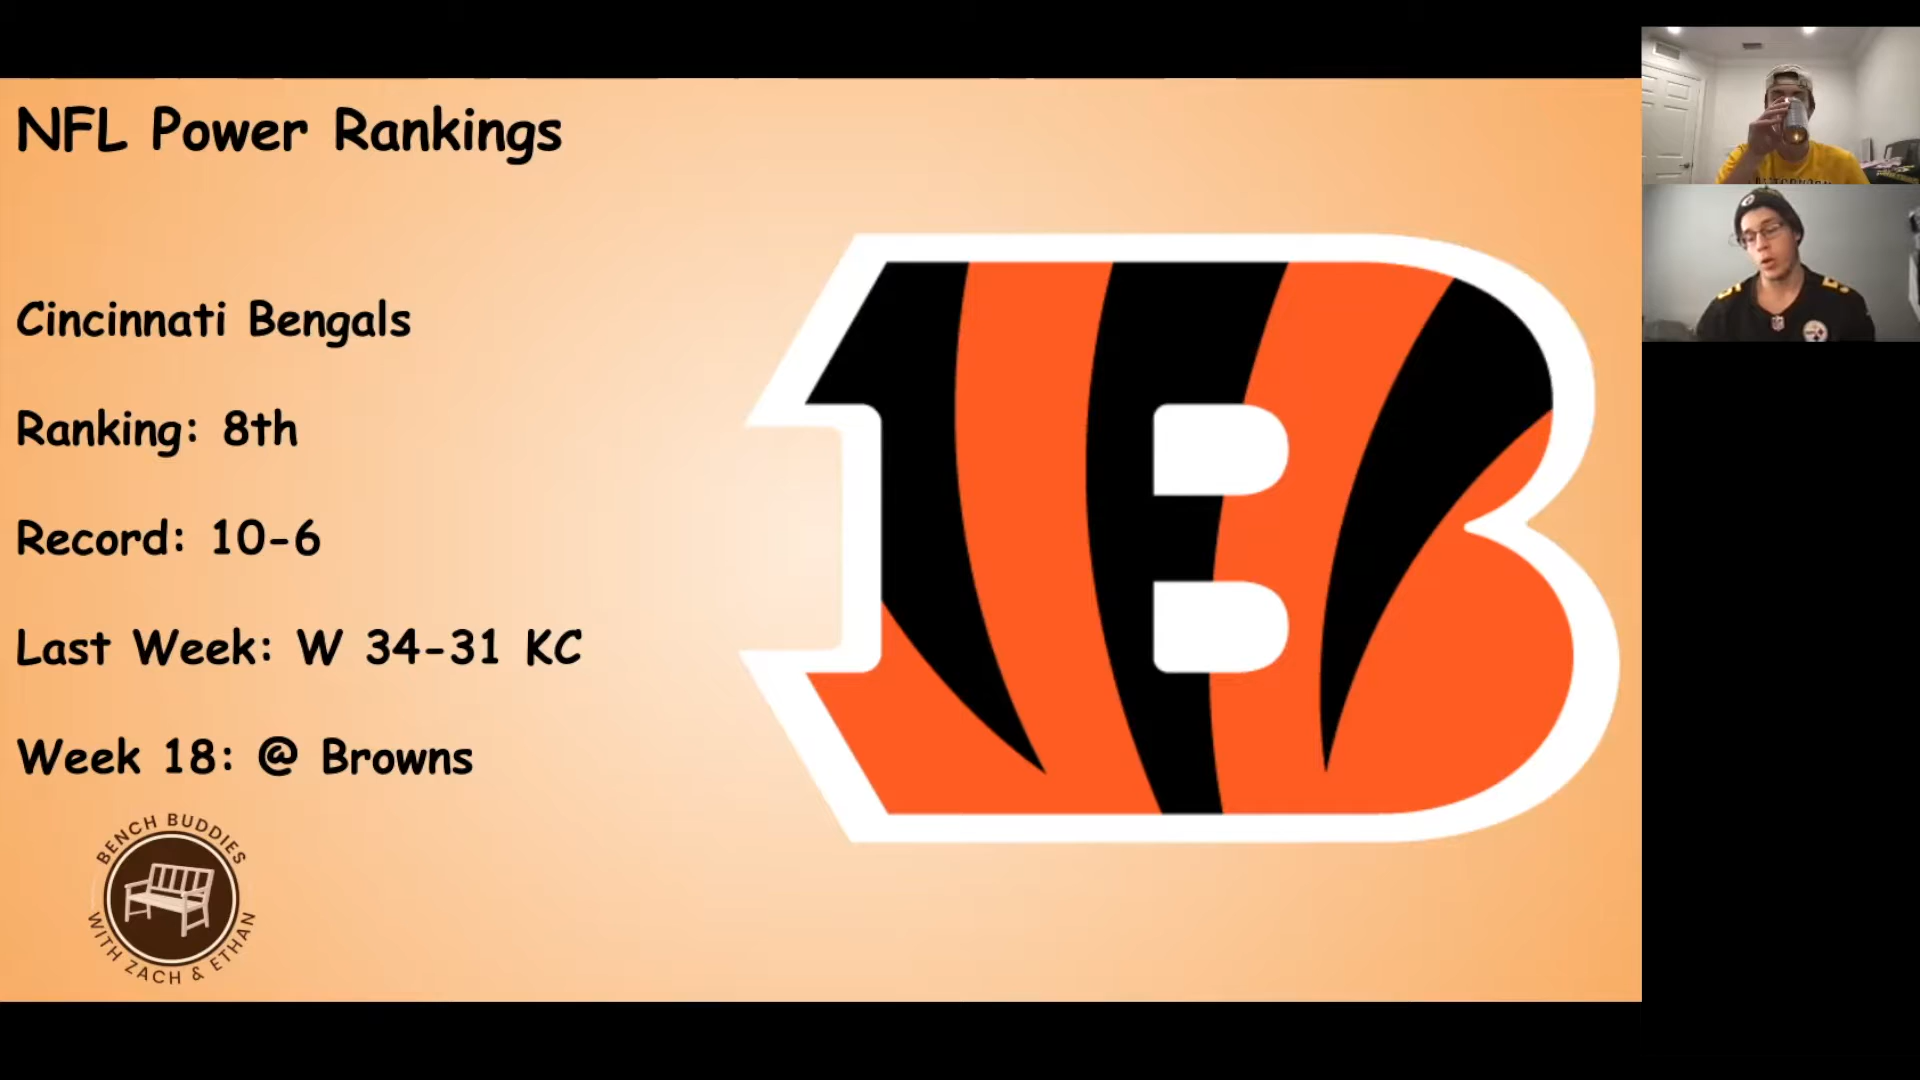 NFL Power Rankings
Cincinnati Bengals
Ranking: 8th
Record: 10-6
Last Week: W 34-31 KC
Week 18: @ Browns
BENCH BUDDIES
WITH ZACH & ETHAN